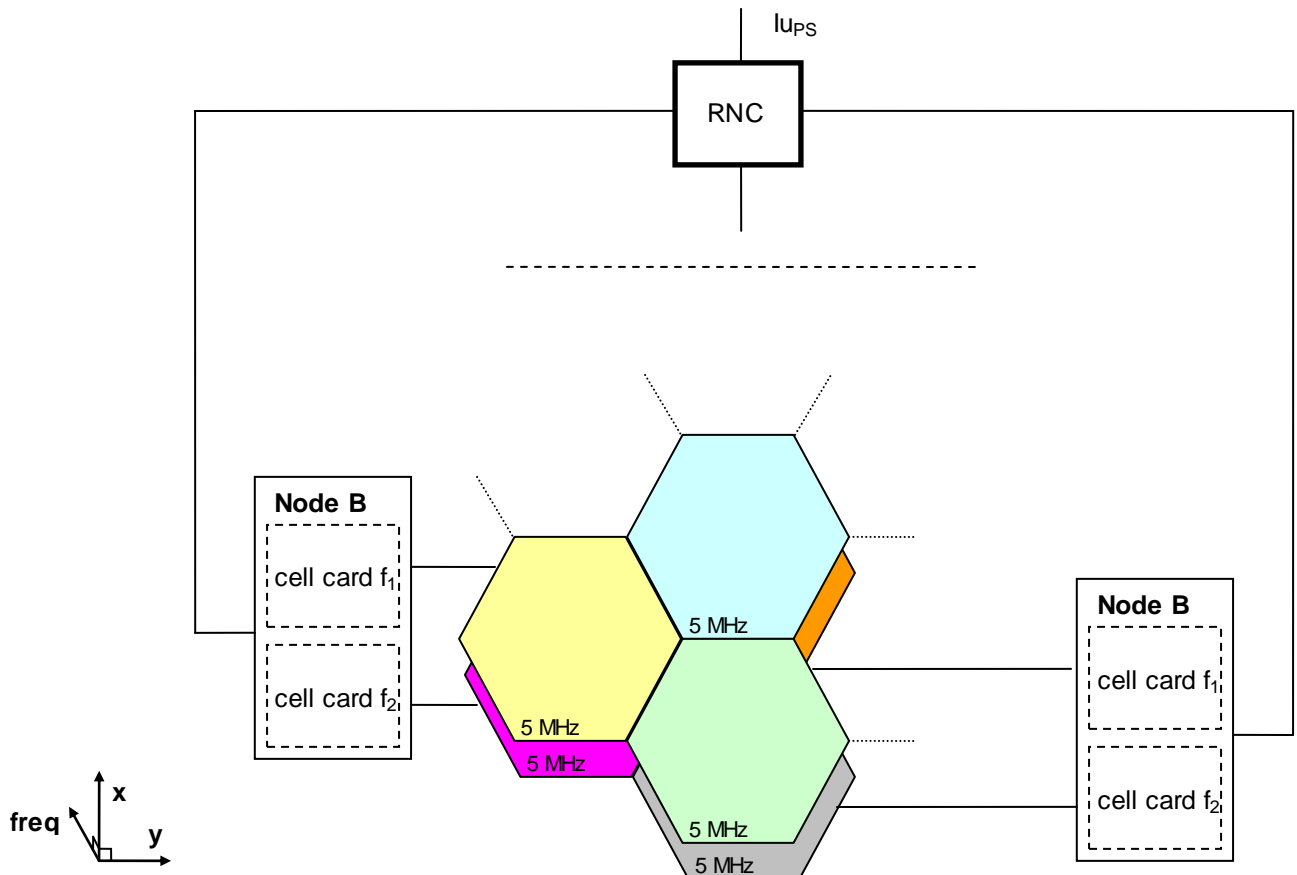 Iu_PS
RNC
Node B
cell card f₁
cell card f₂
5 MHz
5 MHz
5 MHz
5 MHz
5 MHz
Node B
cell card f₁
cell card f₂
x
freq
y